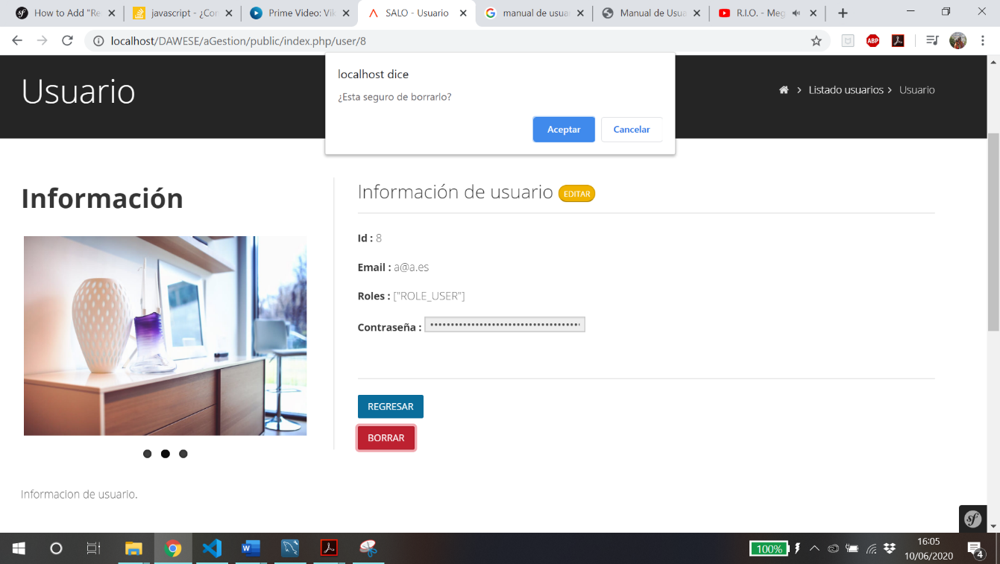 How to Add "Re
javascript - ¿Cor
Prime Video: Vik
SALO - Usuario
manual de usuar
Manual de Usua
R.I.O. - Meg
localhost/DAWESE/aGestion/public/index.php/user/8
ABP
localhost dice
¿Esta seguro de borrarlo?
Aceptar
Cancelar
Usuario
Listado usuarios
Usuario
Información
Información de usuario
EDITAR
Id : 8
Email : a@a.es
Roles : ["ROLE_USER"]
Contraseña :
REGRESAR
BORRAR
Informacion de usuario.
sf
100%
16:05
10/06/2020
4